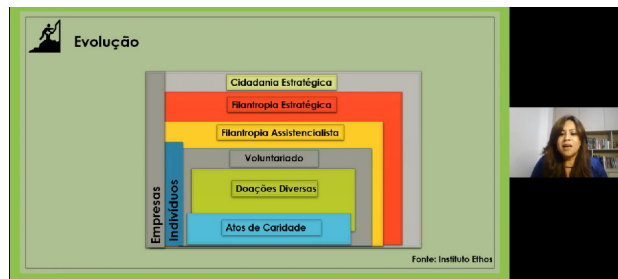 Evolução
Cidadania Estratégica
Filantropia Estratégica
Filantropia Assistencialista
Voluntariado
Doações Diversas
Atos de Caridade
Empresas
Indivíduos
Fonte: Instituto Ethos